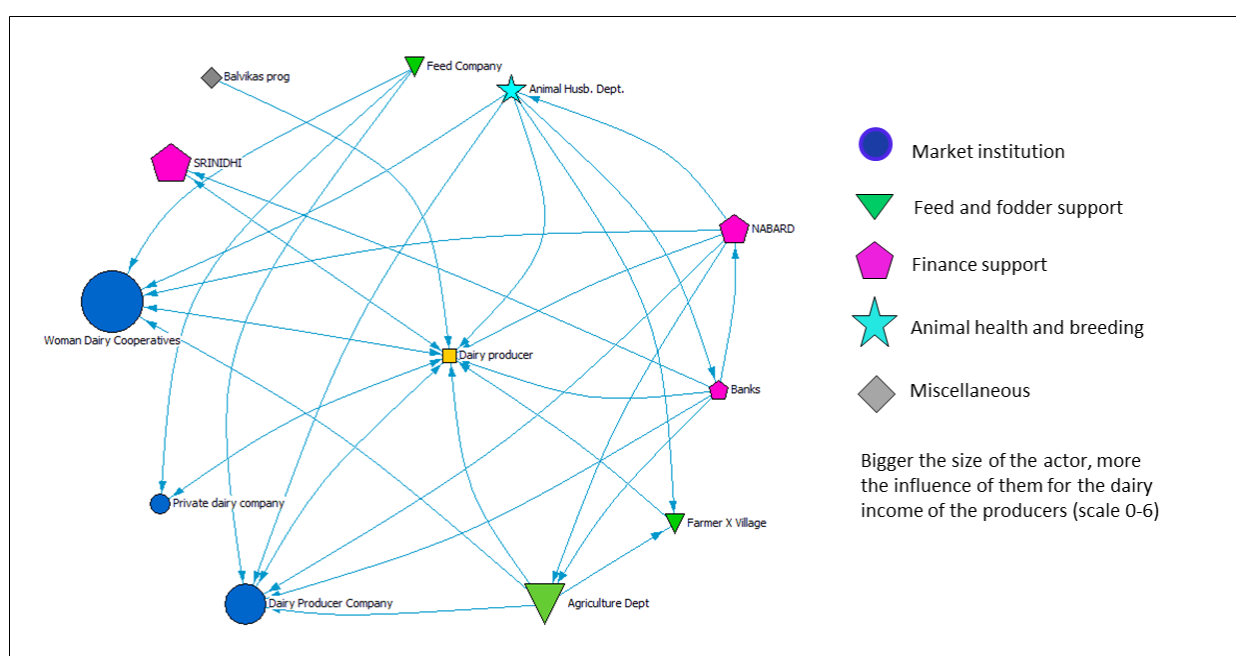 Feed Company
Balvikas prog
Animal Husb. Dept.
SRINIDHI
NABARD
Woman Dairy Cooperatives
Dairy producer
Banks
Private dairy company
Farmer X Village
Dairy Producer Company
Agriculture Dept
Market institution
Feed and fodder support
Finance support
Animal health and breeding
Miscellaneous
Bigger the size of the actor, more
the influence of them for the dairy
income of the producers (scale 0-6)